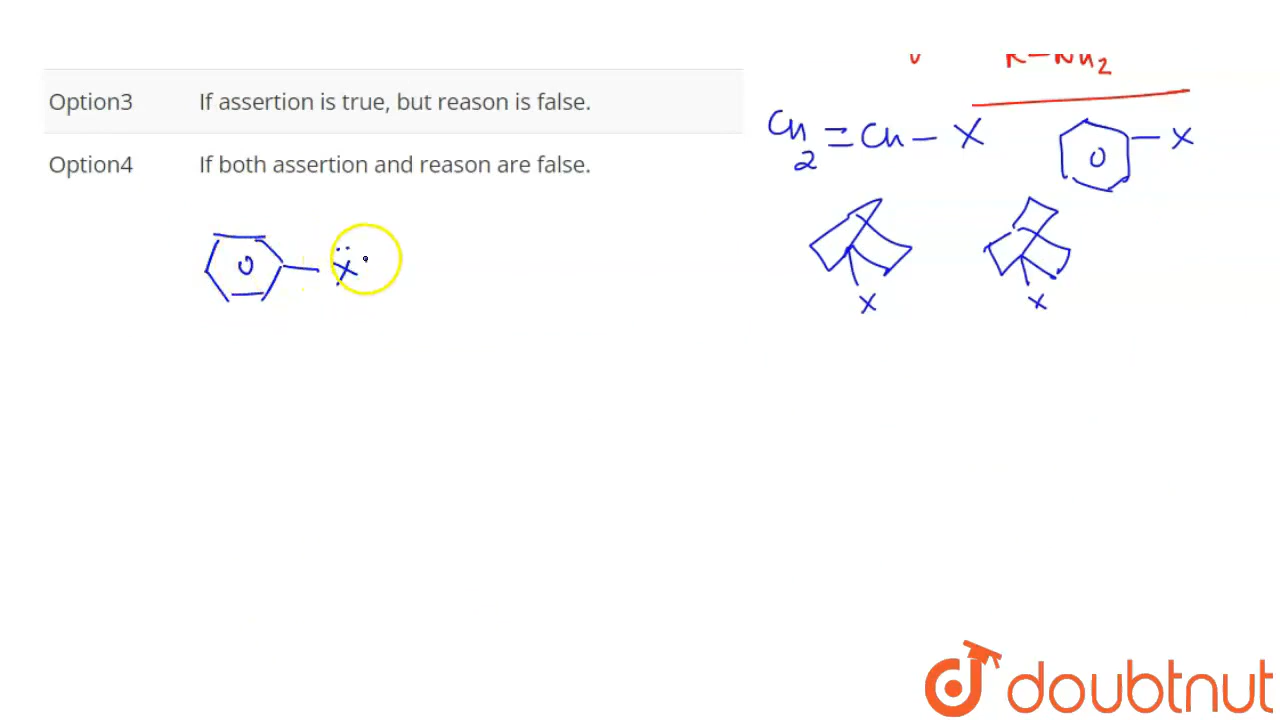 R-NH2
Option3 If assertion is true, but reason is false.
CH2=CH-X
O-X
Option4 If both assertion and reason are false.
O-X
X X
doubtnut